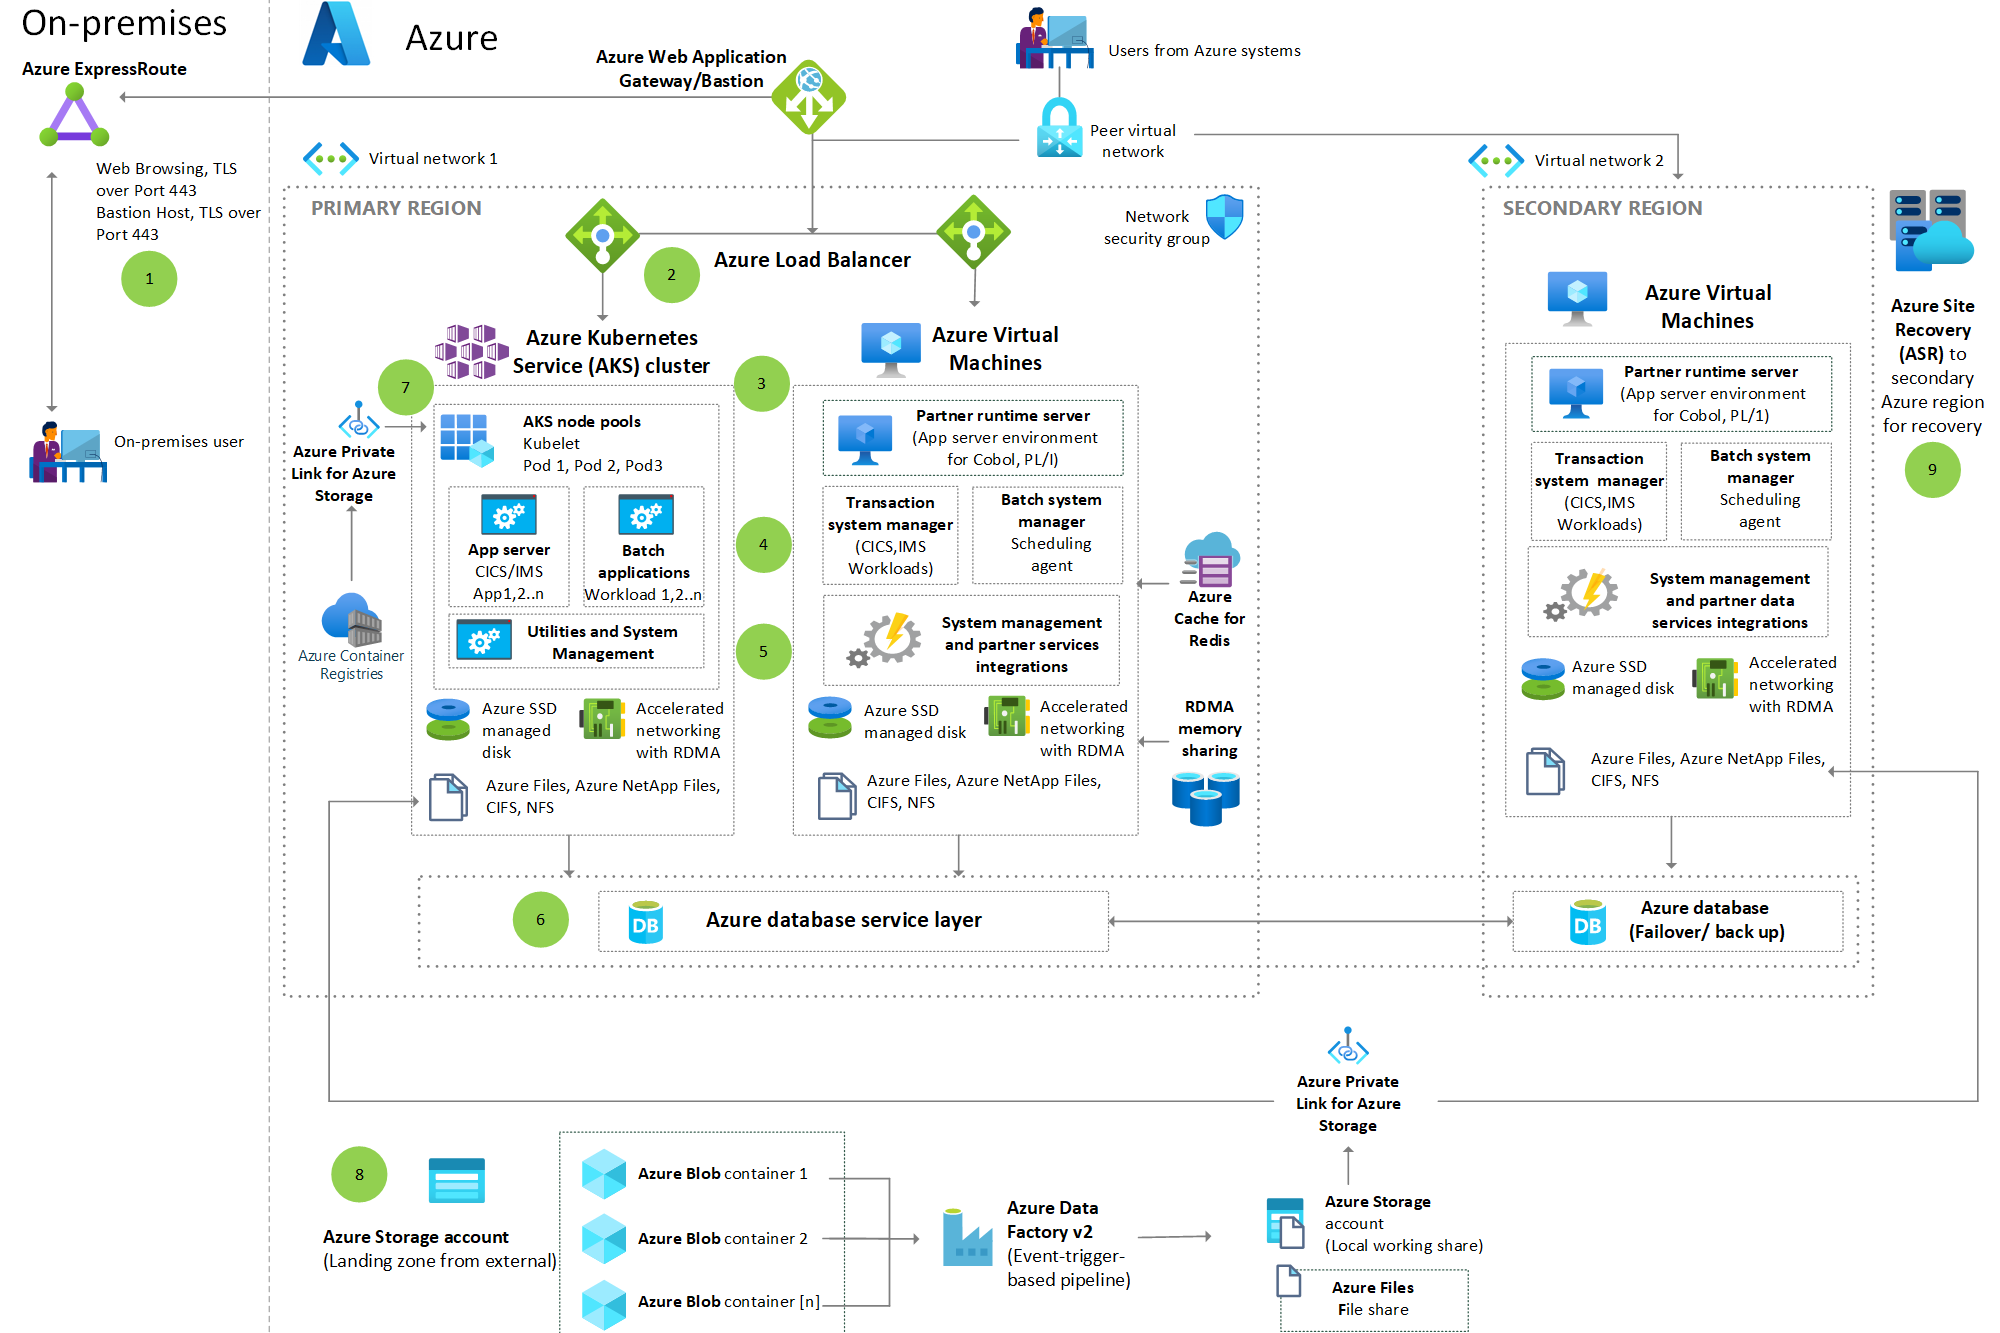 On-premises
Azure ExpressRoute
Web Browsing, TLS
over Port 443
Bastion Host, TLS over
Port 443
1
On-premises user
Azure
Azure Web Application
Gateway/Bastion
Users from Azure systems
Peer virtual
network
Virtual network 1
Virtual network 2
PRIMARY REGION
Network
security group
2
Azure Load Balancer
Azure Kubernetes
Service (AKS) cluster
Azure Virtual
Machines
7
3
Azure Private
Link for Azure
Storage
Azure Container
Registries
AKS node pools
Kubelet
Pod 1, Pod 2, Pod3
App server
CICS/IMS
App1,2..n
Batch
applications
Workload 1,2..n
Utilities and System
Management
Azure SSD
managed
disk
Accelerated
networking
with RDMA
Azure Files, Azure NetApp Files,
CIFS, NFS
4
5
Partner runtime server
(App server environment
for Cobol, PL/I)
Transaction
system manager
(CICS,IMS
Workloads)
Batch system
manager
Scheduling
agent
System management
and partner services
integrations
Azure SSD
managed disk
Accelerated
networking
with RDMA
Azure Files, Azure NetApp Files,
CIFS, NFS
Azure
Cache for
Redis
RDMA
memory
sharing
SECONDARY REGION
Azure Virtual
Machines
Partner runtime server
(App server environment
for Cobol, PL/1)
Transaction
system  manager
(CICS,IMS
Workloads)
Batch system
manager
Scheduling
agent
System management
and partner data
services integrations
Azure SSD
managed disk
Accelerated
networking
with RDMA
Azure Files, Azure NetApp Files,
CIFS, NFS
Azure Site
Recovery
(ASR) to
secondary
Azure region
for recovery
9
6
DB
Azure database service layer
DB
Azure database
(Failover/ back up)
Azure Private
Link for Azure
Storage
8
Azure Storage account
(Landing zone from external)
Azure Blob container 1
Azure Blob container 2
Azure Blob container [n]
Azure Data
Factory v2
(Event-trigger-
based pipeline)
Azure Storage
account
(Local working share)
Azure Files
File share